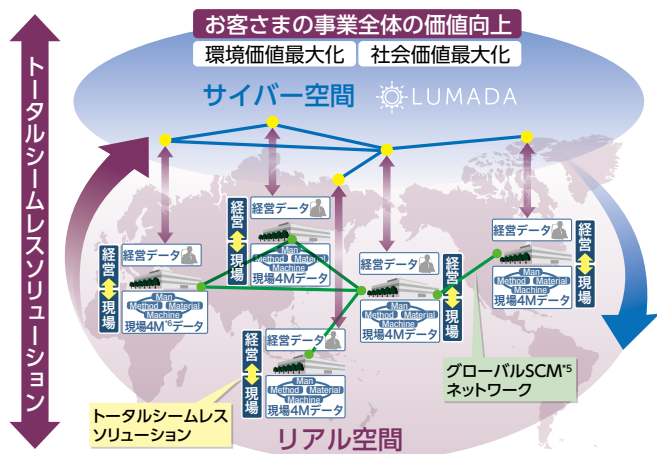 お客さまの事業全体の価値向上
環境価値最大化
社会価値最大化
サイバー空間
LUMADA
トータルシームレスソリューション
経営データ
経営
現場
Man
Method
Material
Machine
現場4Mデータ
経営データ
経営
現場
Man
Method
Material
Machine
現場4Mデータ
経営データ
経営
現場
Man
Method
Material
Machine
現場4M*6データ
経営データ
経営
現場
Man
Method
Material
Machine
現場4Mデータ
経営データ
経営
現場
Man
Method
Material
Machine
現場4Mデータ
グローバルSCM*5
ネットワーク
トータルシームレス
ソリューション
リアル空間